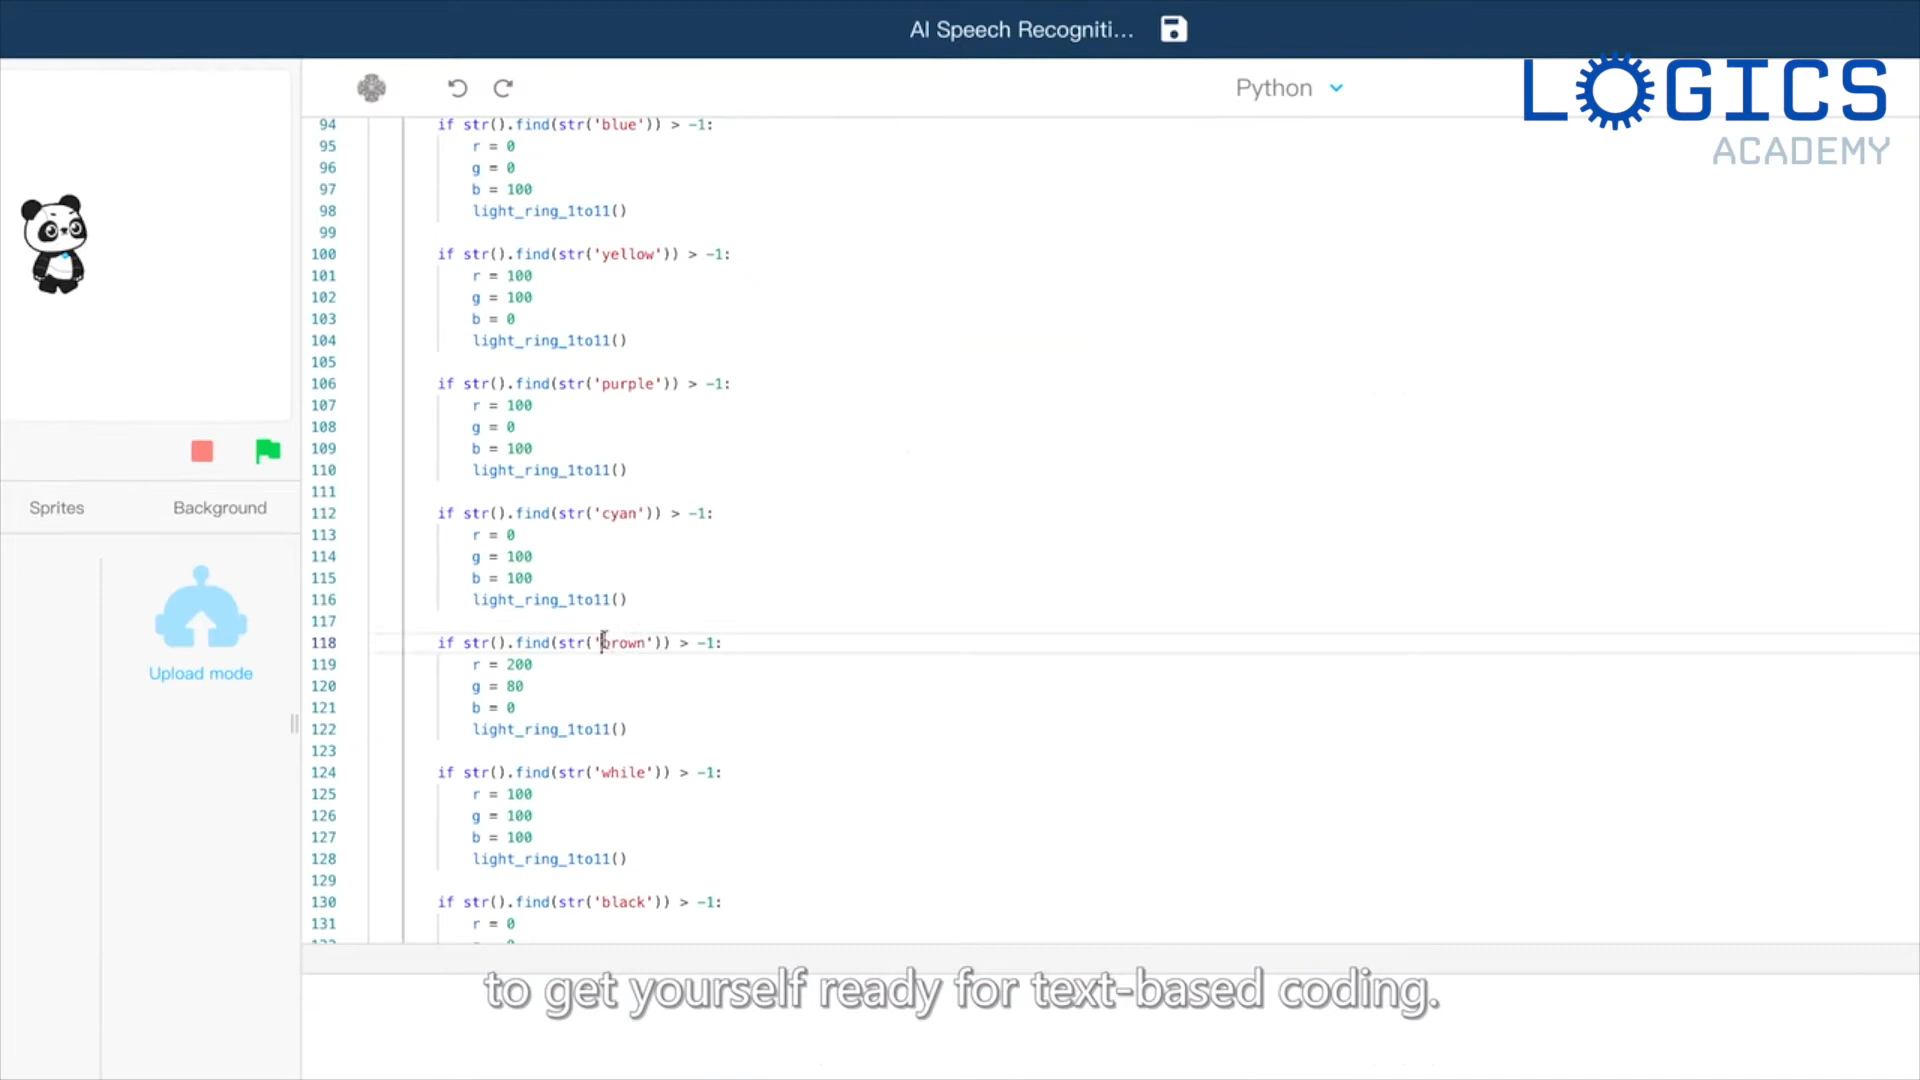 AI Speech Recogniti...
Python
LOGICS
ACADEMY
94 if str().find(str('blue')) > -1:
95 r = 0
96 g = 0
97 b = 100
98 light_ring_1to11()
99
100 if str().find(str('yellow')) > -1:
101 r = 100
102 g = 100
103 b = 0
104 light_ring_1to11()
105
106 if str().find(str('purple')) > -1:
107 r = 100
108 g = 0
109 b = 100
110 light_ring_1to11()
111
112 if str().find(str('cyan')) > -1:
113 r = 0
114 g = 100
115 b = 100
116 light_ring_1to11()
117
118 if str().find(str('brown')) > -1:
119 r = 200
120 g = 80
121 b = 0
122 light_ring_1to11()
123
124 if str().find(str('while')) > -1:
125 r = 100
126 g = 100
127 b = 100
128 light_ring_1to11()
129
130 if str().find(str('black')) > -1:
131 r = 0
Sprites
Background
Upload mode
to get yourself ready for text-based coding.